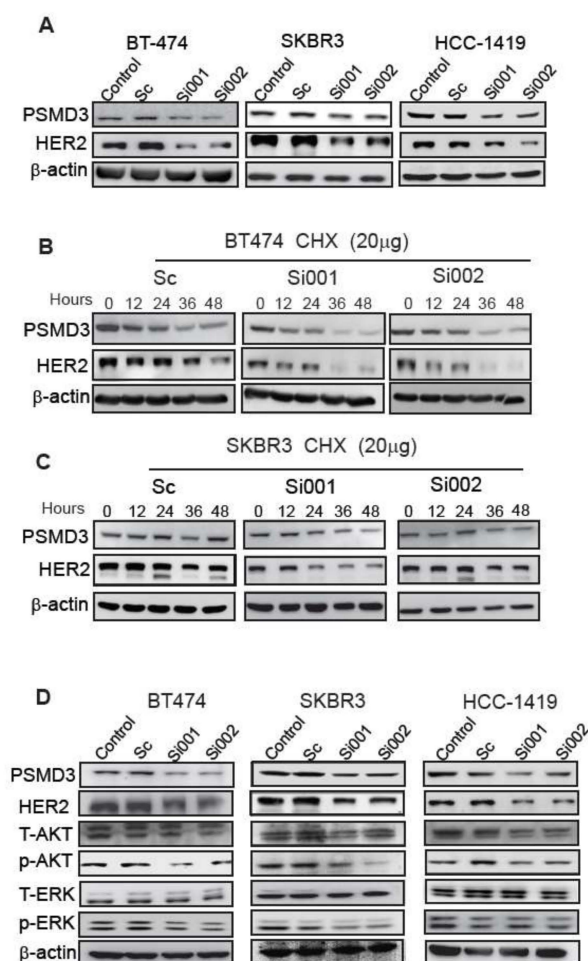 A
BT-474 SKBR3 HCC-1419
Control Sc Si001 Si002 Control Sc Si001 Si002 Control Sc Si001 Si002
PSMD3
HER2
β-actin
B
BT474 CHX (20μg)
Sc Si001 Si002
Hours 0 12 24 36 48 0 12 24 36 48 0 12 24 36 48
PSMD3
HER2
β-actin
C
SKBR3 CHX (20μg)
Sc Si001 Si002
Hours 0 12 24 36 48 0 12 24 36 48 0 12 24 36 48
PSMD3
HER2
β-actin
D
BT474 SKBR3 HCC-1419
Control Sc Si001 Si002 Control Sc Si001 Si002 Control Sc Si001 Si002
PSMD3
HER2
T-AKT
p-AKT
T-ERK
p-ERK
β-actin